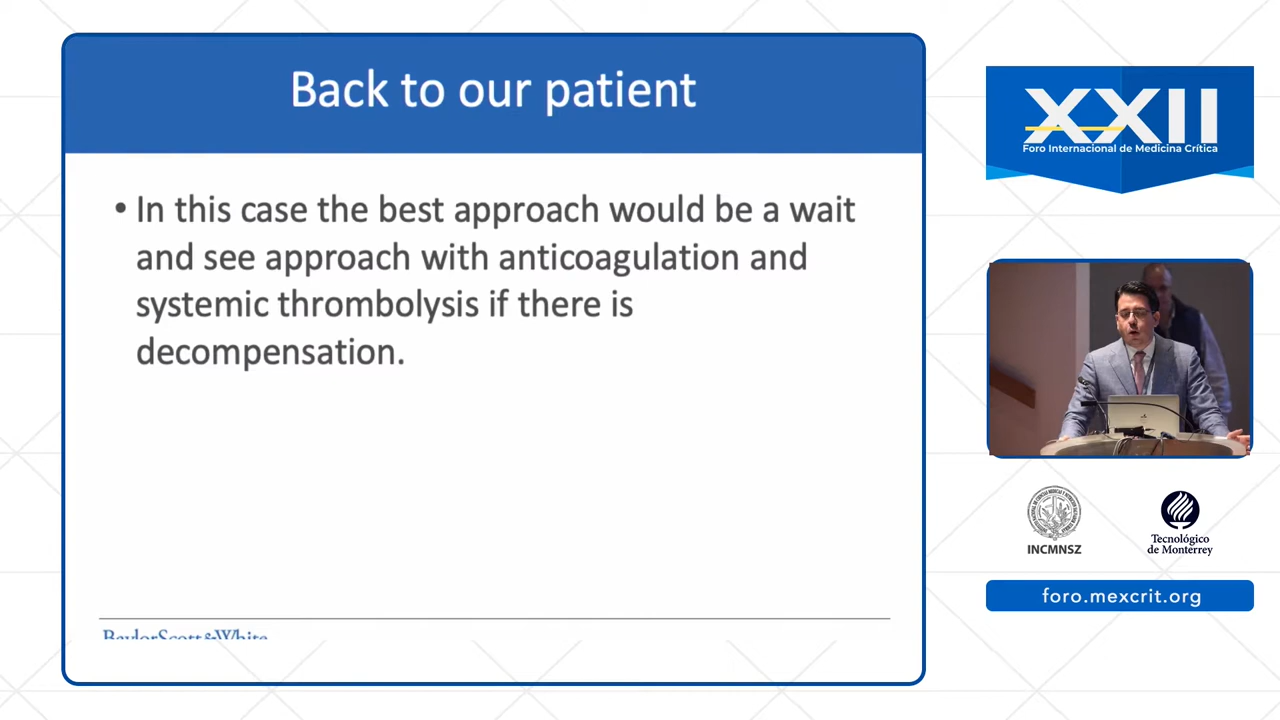 Back to our patient
• In this case the best approach would be a wait
and see approach with anticoagulation and
systemic thrombolysis if there is
decompensation.
BaylorScott&White
XXII
Foro Internacional de Medicina Crítica
INCMNSZ
Tecnológico
de Monterrey
foro.mexcrit.org